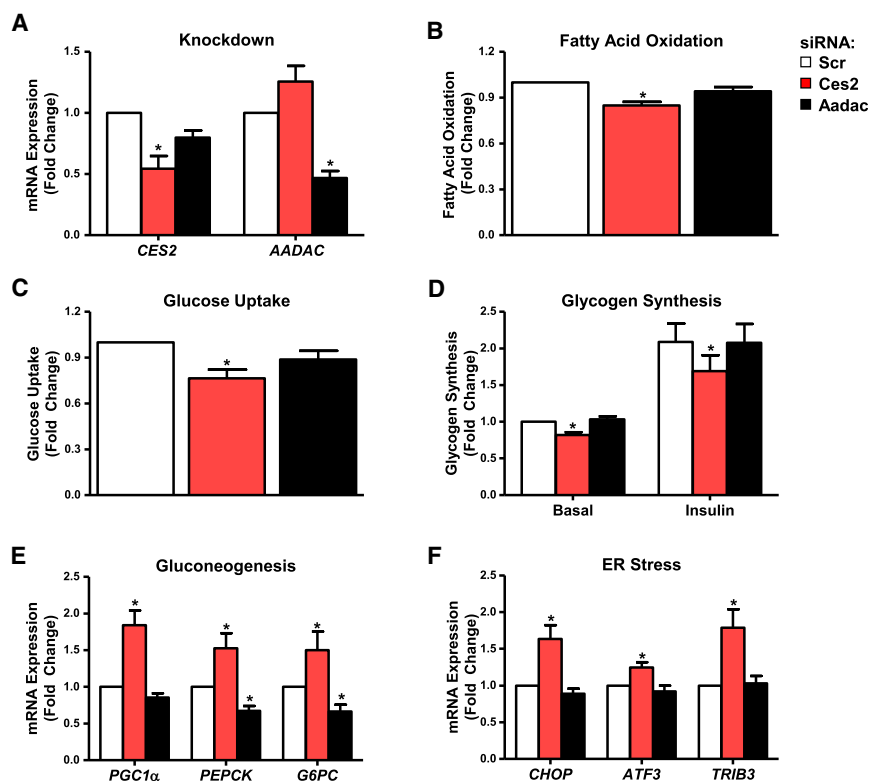 A
Knockdown
mRNA Expression
(Fold Change)
1.5
1.0
0.5
0.0
*
*
CES2
AADAC
B
Fatty Acid Oxidation
Fatty Acid Oxidation
(Fold Change)
1.2
0.9
0.6
0.3
0.0
*
siRNA:
Scr
Ces2
Aadac
C
Glucose Uptake
Glucose Uptake
(Fold Change)
1.2
0.9
0.6
0.3
0.0
*
D
Glycogen Synthesis
Glycogen Synthesis
(Fold Change)
2.5
2.0
1.5
1.0
0.5
0.0
*
*
Basal
Insulin
E
Gluconeogenesis
mRNA Expression
(Fold Change)
2.5
2.0
1.5
1.0
0.5
0.0
*
*
*
*
*
PGC1α
PEPCK
G6PC
F
ER Stress
mRNA Expression
(Fold Change)
2.5
2.0
1.5
1.0
0.5
0.0
*
*
*
CHOP
ATF3
TRIB3